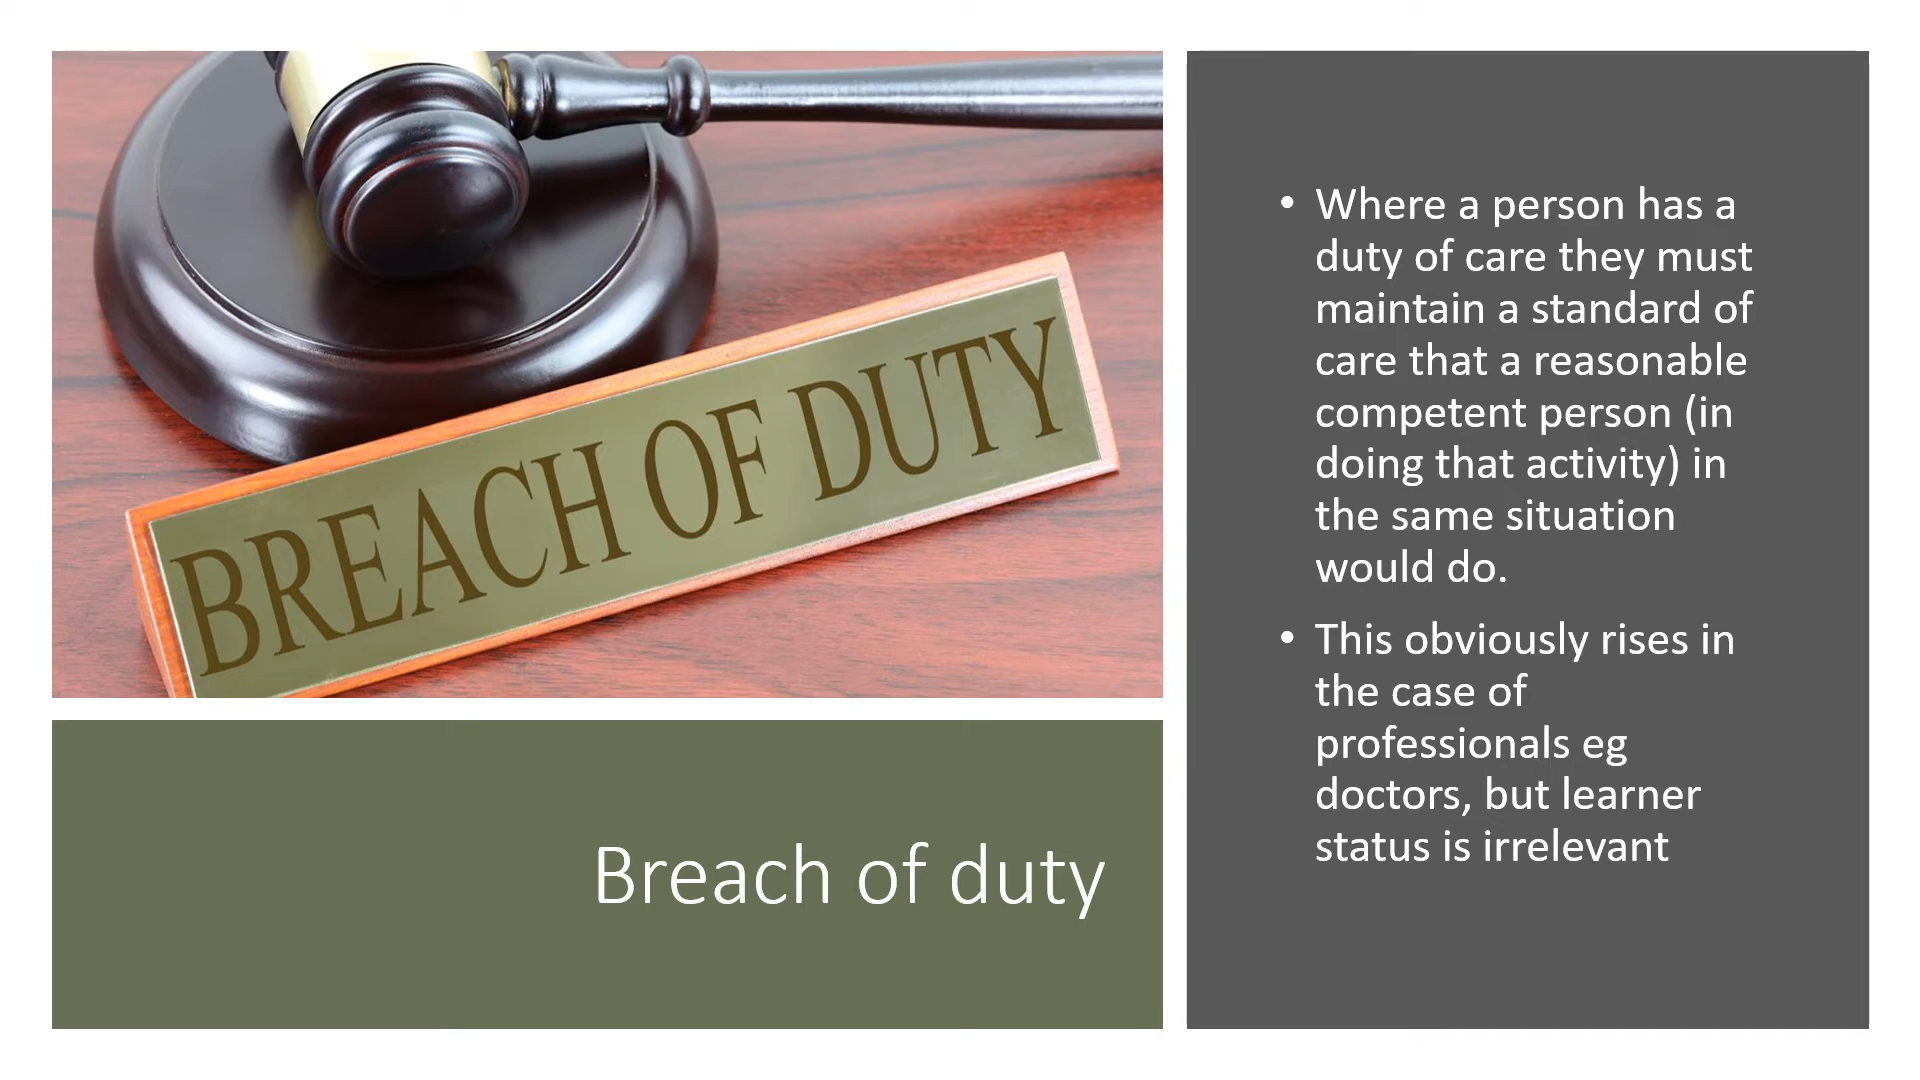 BREACH OF DUTY
Breach of duty
• Where a person has a
duty of care they must
maintain a standard of
care that a reasonable
competent person (in
doing that activity) in
the same situation
would do.
• This obviously rises in
the case of
professionals eg
doctors, but learner
status is irrelevant